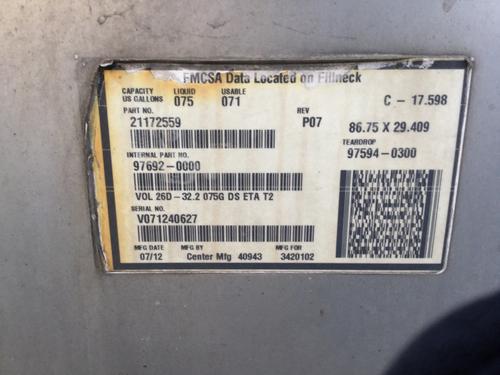 FMCSA Data Located on Fillneck
CAPACITY LIQUID USABLE
US GALLONS 075 071
C - 17.598
PART NO. REV
21172559 P07
86.75 X 29.409
TEARDROP
INTERNAL PART NO. 97594-0300
97692-0000
VOL 26D-32.2 075G DS ETA T2
SERIAL NO.
V071240627
MFG DATE MFG BY MFG FOR
07/12 Center Mfg 40943 3420102